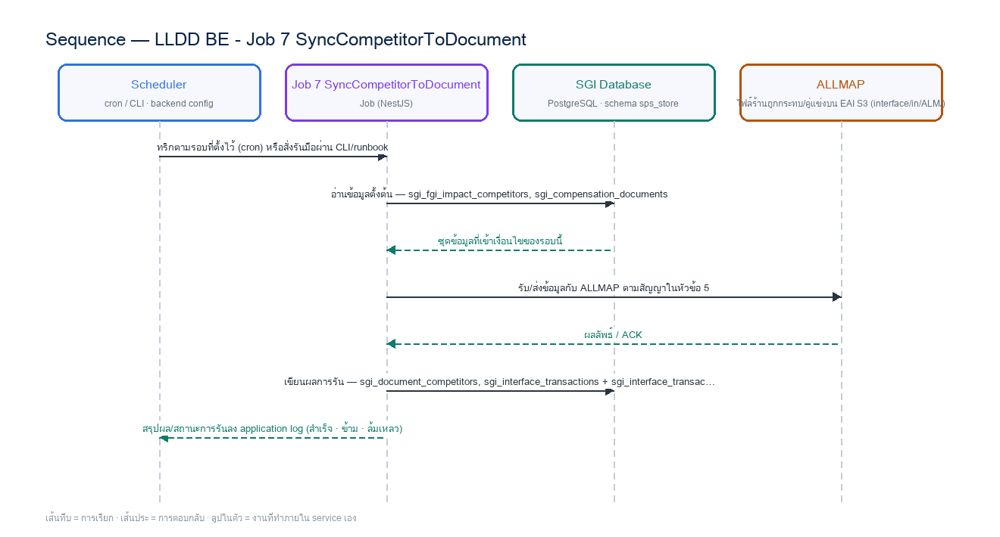 Sequence — LLDD BE - Job 7 SyncCompetitorToDocument
Scheduler
cron / CLI · backend config
Job 7 SyncCompetitorToDocument
Job (NestJS)
SGI Database
PostgreSQL · schema sps_store
ALLMAP
ไฟล์ร้านถูกกระทบ/คู่แข่งบน EAI S3 (interface/in/ALMA)
ทริกตามรอบที่ตั้งไว้ (cron) หรือสั่งรันมือผ่าน CLI/runbook
อ่านข้อมูลตั้งต้น — sgi_fgi_impact_competitors, sgi_compensation_documents
ชุดข้อมูลที่เข้าเงื่อนไขของรอบนี้
รับ/ส่งข้อมูลกับ ALLMAP ตามสัญญาในหัวข้อ 5
ผลลัพธ์ / ACK
เขียนผลการรัน — sgi_document_competitors, sgi_interface_transactions + sgi_interface_transac…
สรุปผล/สถานะการรันลง application log (สำเร็จ · ข้าม · ล้มเหลว)
เส้นทึบ = การเรียก · เส้นประ = การตอบกลับ · ลูปในตัว = งานที่ทำภายใน service เอง